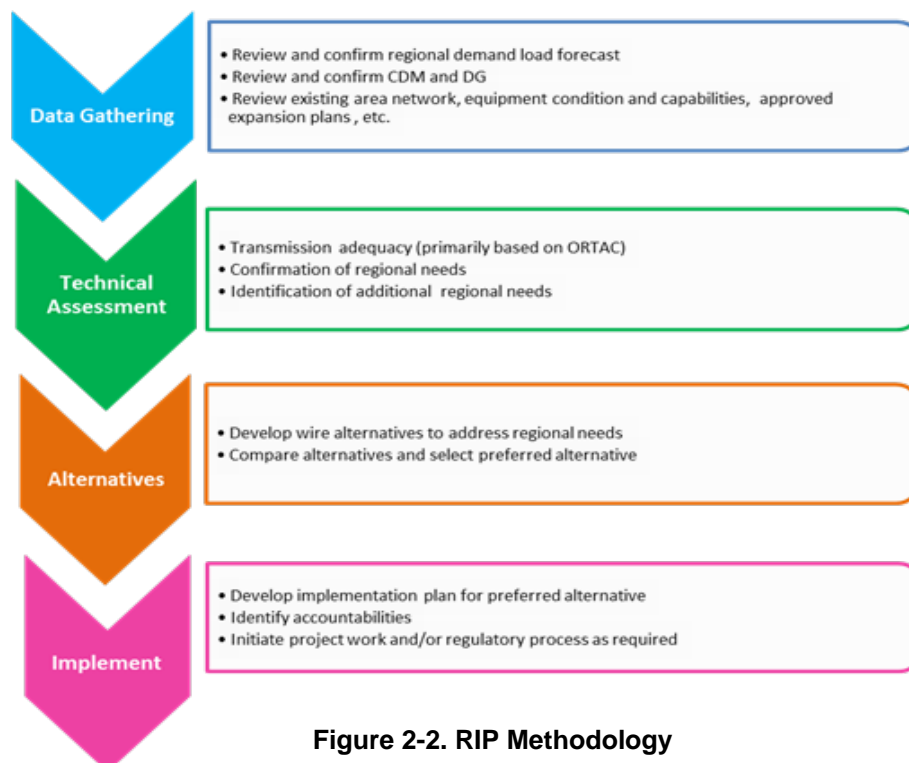 Data Gathering
• Review and confirm regional demand load forecast
• Review and confirm CDM and DG
• Review existing area network, equipment condition and capabilities, approved
expansion plans , etc.
Technical
Assessment
• Transmission adequacy (primarily based on ORTAC)
• Confirmation of regional needs
• Identification of additional regional needs
Alternatives
• Develop wire alternatives to address regional needs
• Compare alternatives and select preferred alternative
Implement
• Develop implementation plan for preferred alternative
• Identify accountabilities
• Initiate project work and/or regulatory process as required
Figure 2-2. RIP Methodology